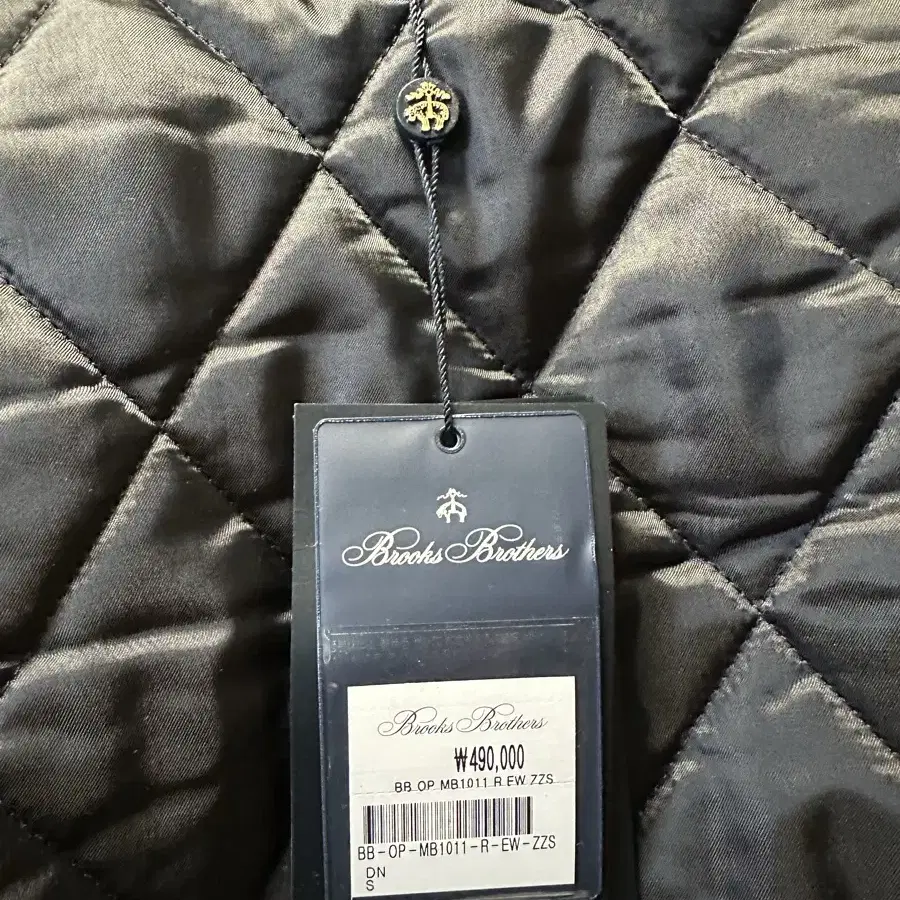 Brooks Brothers
Brooks Brothers
₩490,000
BB OP MB1011 R EW ZZS
BB-OP-MB1011-R-EW-ZZS
DN
S